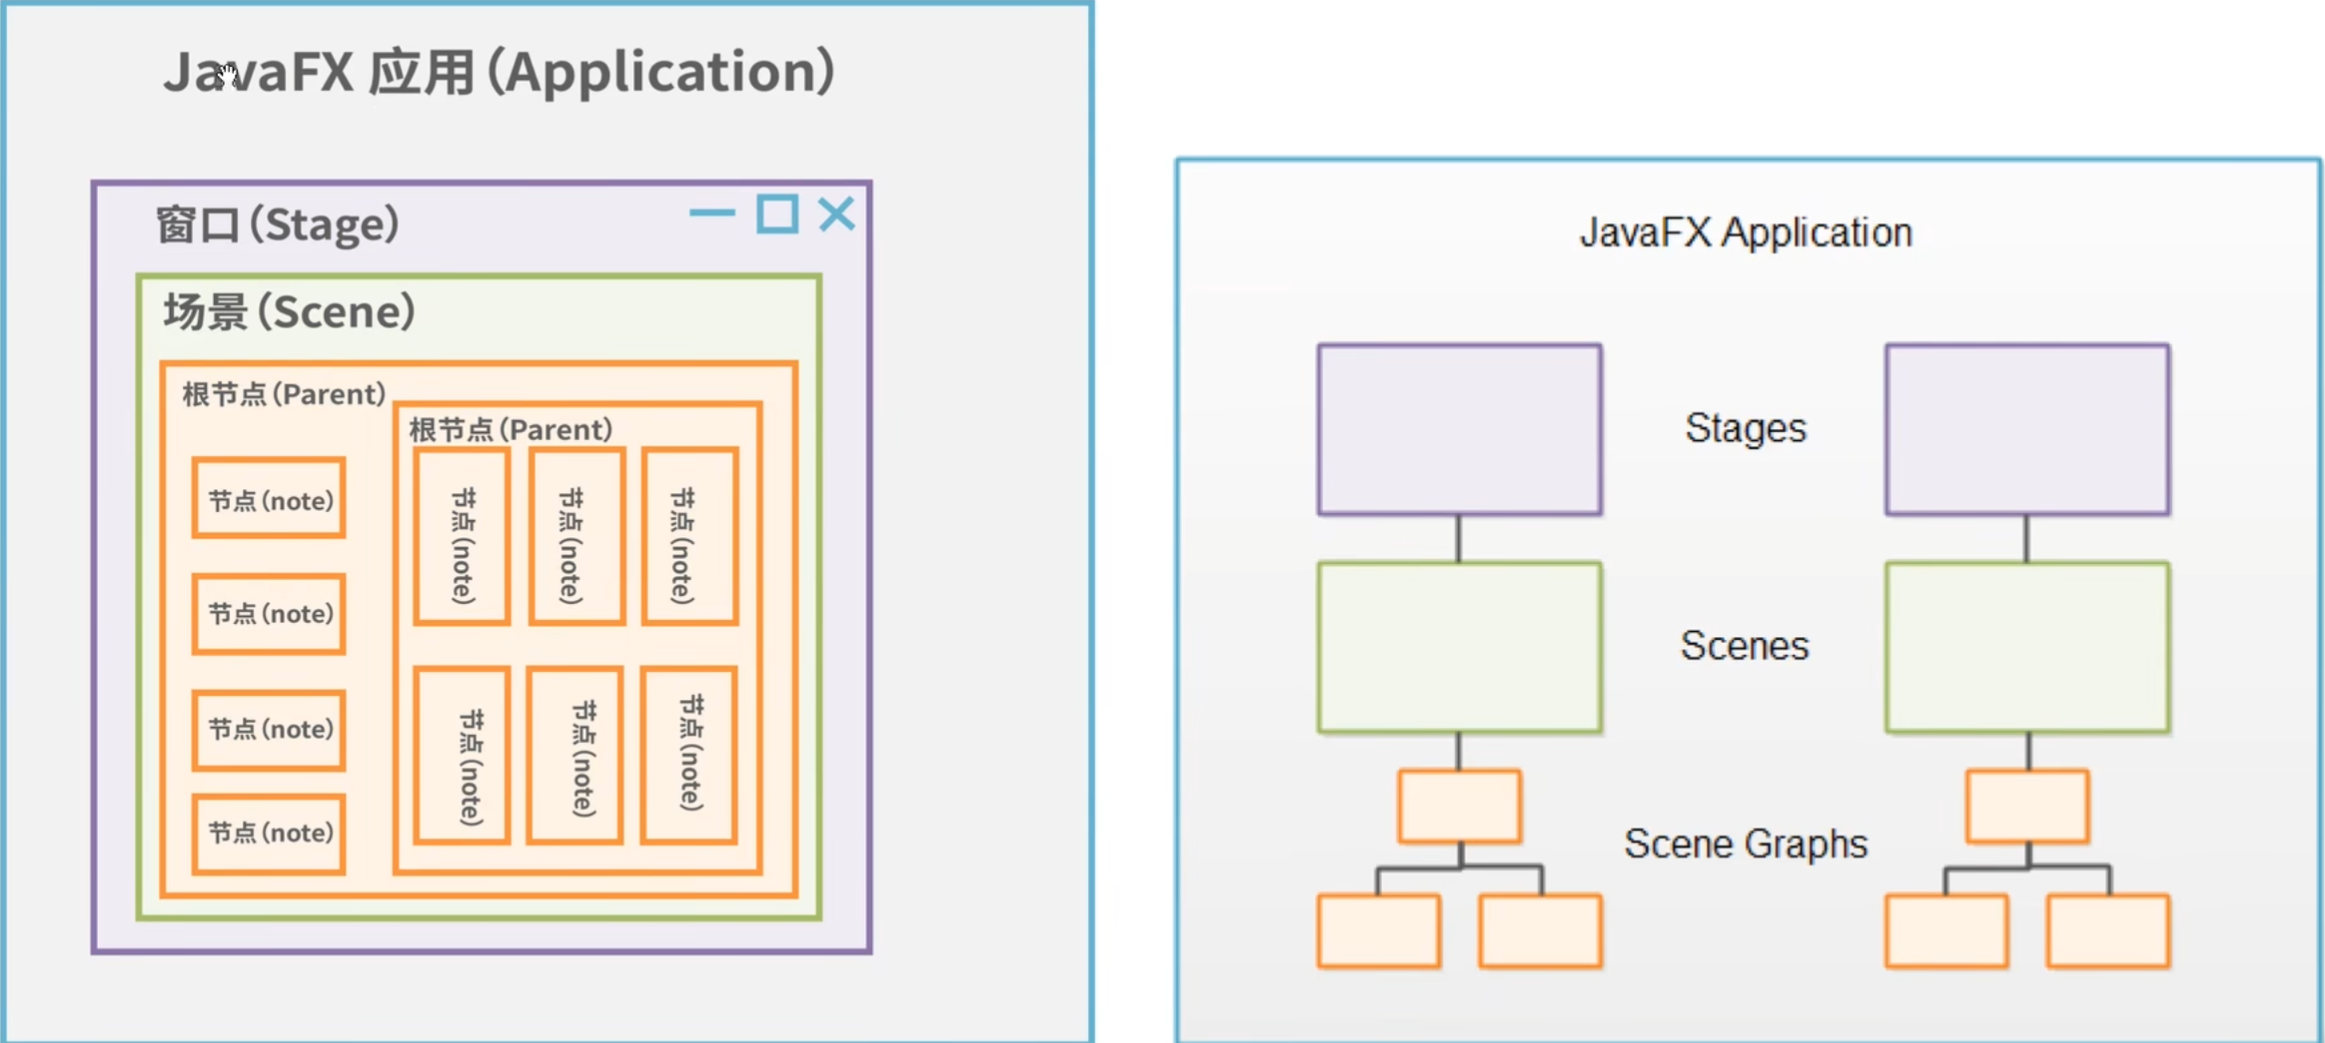 JavaFX 应用（Application）
窗口（Stage）
场景（Scene）
根节点（Parent）
节点（note）
节点（note）
节点（note）
节点（note）
根节点（Parent）
节点（note）
节点（note）
节点（note）
节点（note）
节点（note）
节点（note）
JavaFX Application
Stages
Scenes
Scene Graphs